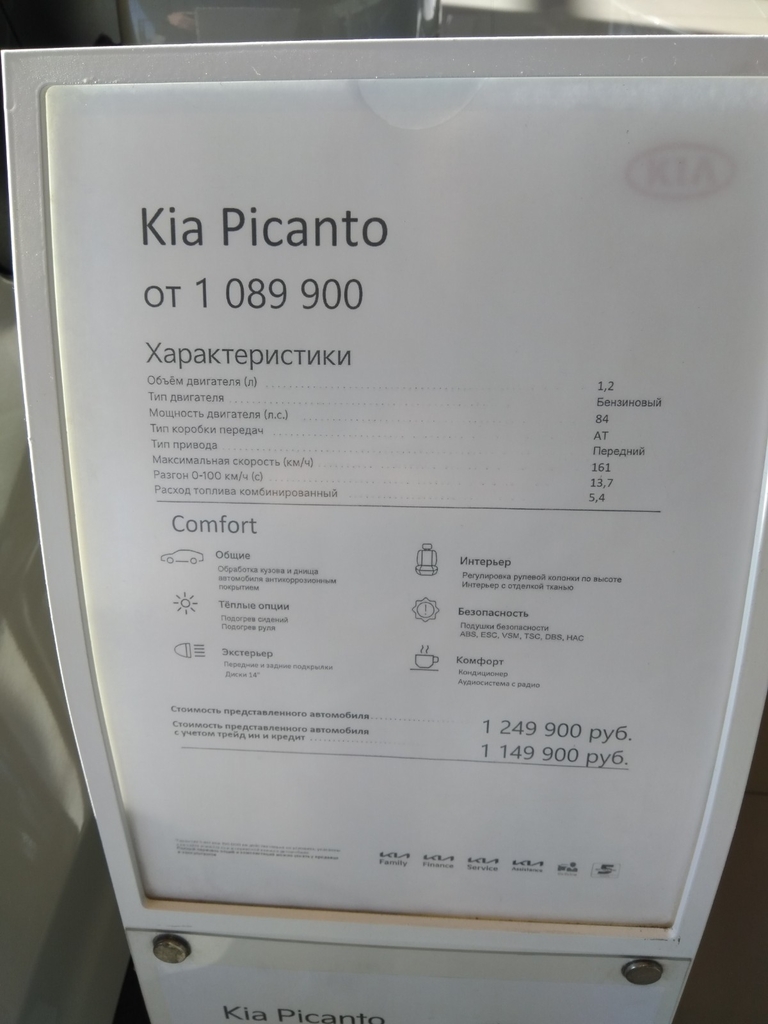 KIA
Kia Picanto
от 1 089 900
Характеристики
Объём двигателя (л) 1,2
Тип двигателя Бензиновый
Мощность двигателя (л.с.) 84
Тип коробки передач АТ
Тип привода Передний
Максимальная скорость (км/ч) 161
Разгон 0-100 км/ч (с) 13,7
Расход топлива комбинированный 5,4
Comfort
Общие
Обработка кузова и днища
автомобиля антикоррозионным
покрытием
Интерьер
Регулировка рулевой колонки по высоте
Интерьер с отделкой тканью
Тёплые опции
Подогрев сидений
Подогрев руля
Безопасность
Подушки безопасности
ABS, ESC, VSM, TSC, DBS, HAC
Экстерьер
Передние и задние подкрылки
Диски 14"
Комфорт
Кондиционер
Аудиосистема с радио
Стоимость представленного автомобиля 1 249 900 руб.
Стоимость представленного автомобиля
с учетом трейд ин и кредит 1 149 900 руб.
KIA Family KIA Finance KIA Service KIA
Kia Picanto